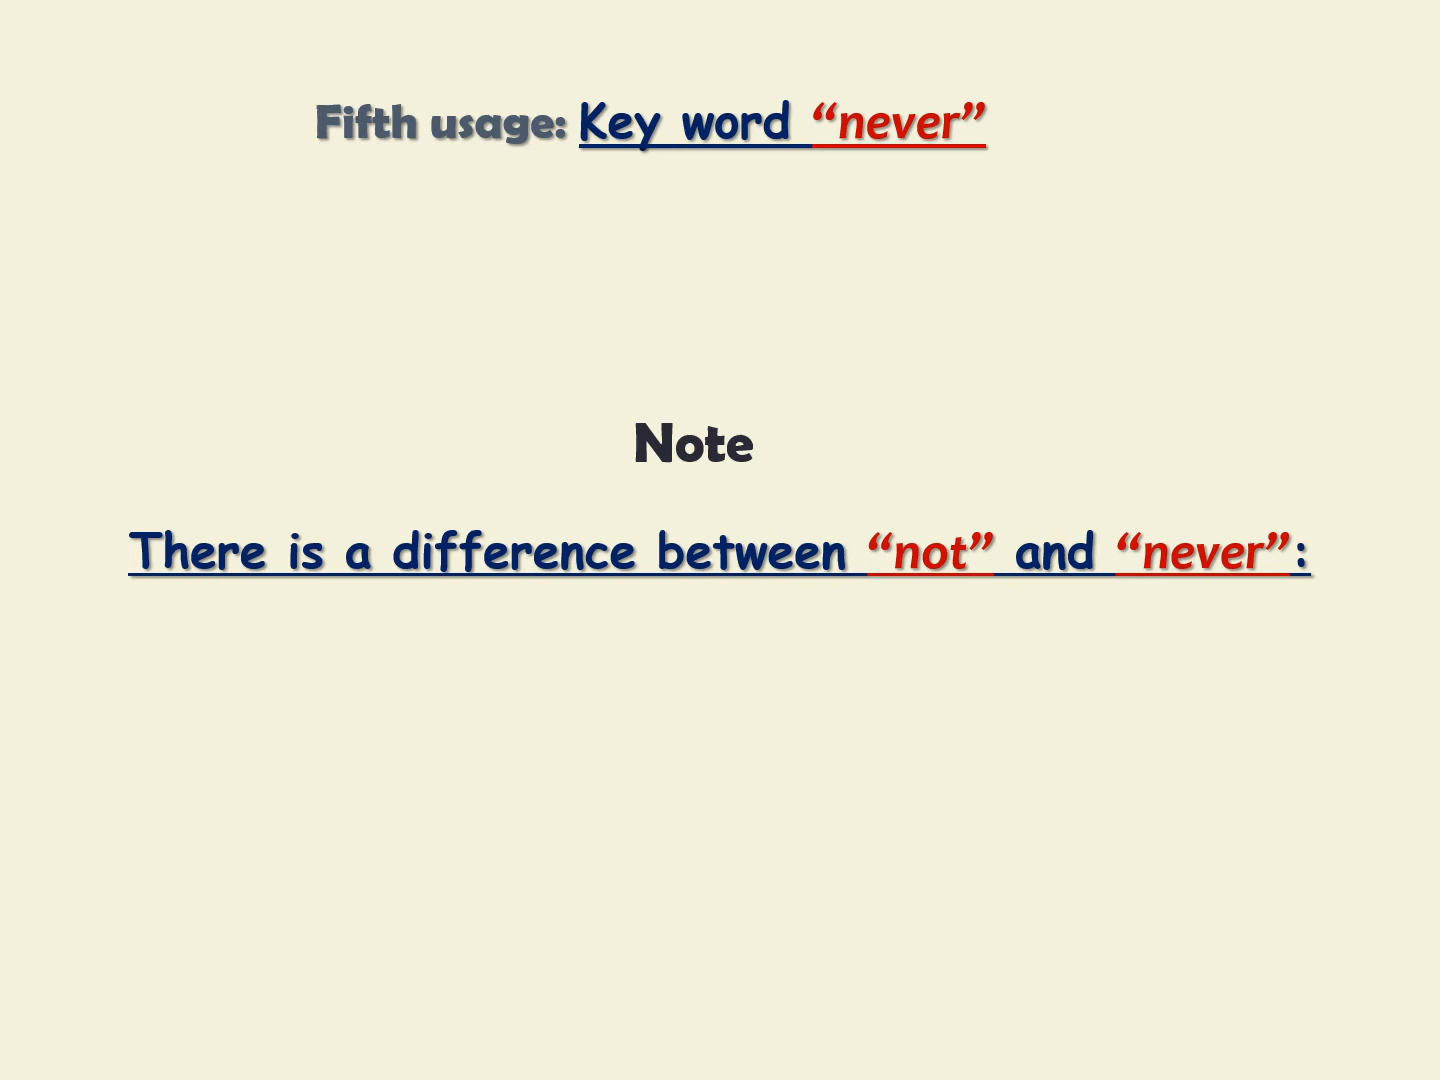 Fifth usage: Key word “never”
Note
There is a difference between “not” and “never”: